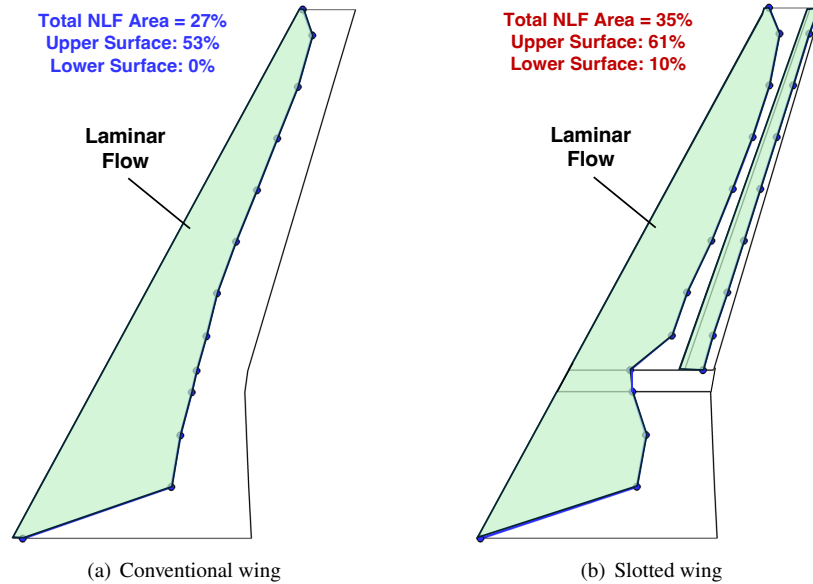 Total NLF Area = 27%
Upper Surface: 53%
Lower Surface: 0%
Laminar
Flow
(a) Conventional wing
Total NLF Area = 35%
Upper Surface: 61%
Lower Surface: 10%
Laminar
Flow
(b) Slotted wing